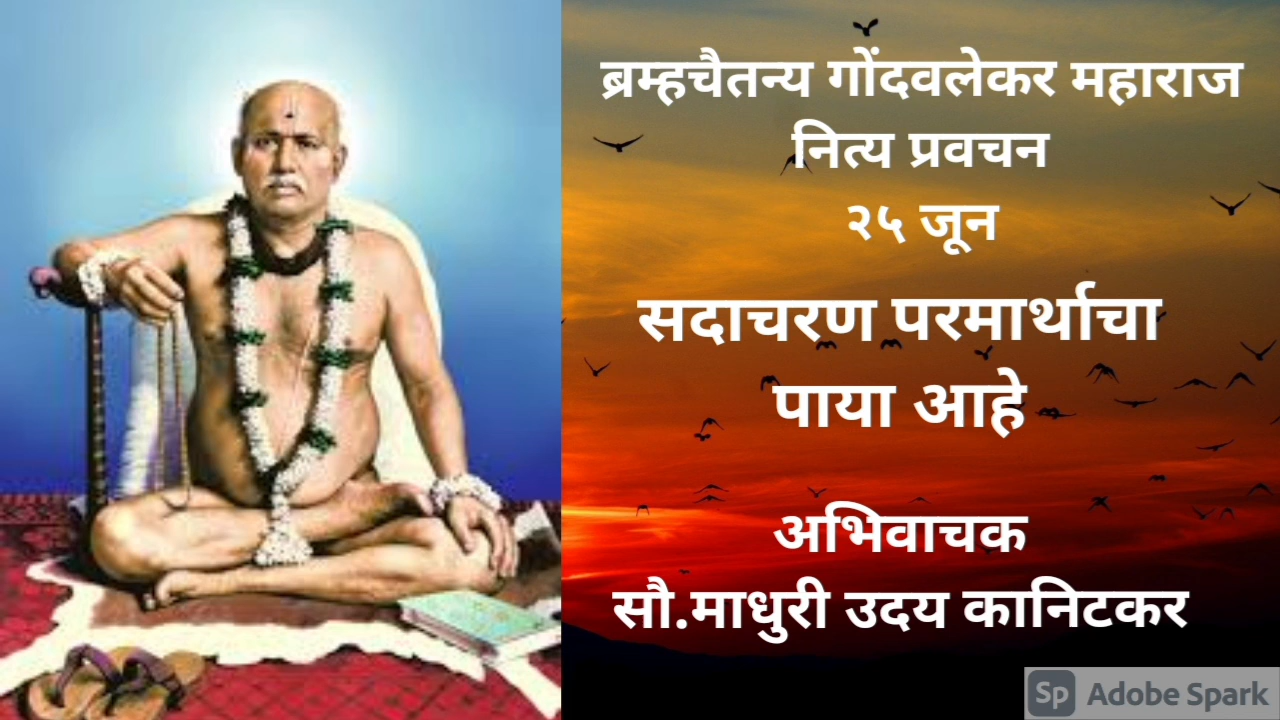 ब्रम्हचैतन्य गोंदवलेकर महाराज
नित्य प्रवचन
२५ जून
सदाचरण परमार्थाचा
पाया आहे
अभिवाचक
सौ.माधुरी उदय कानिटकर
Sp Adobe Spark